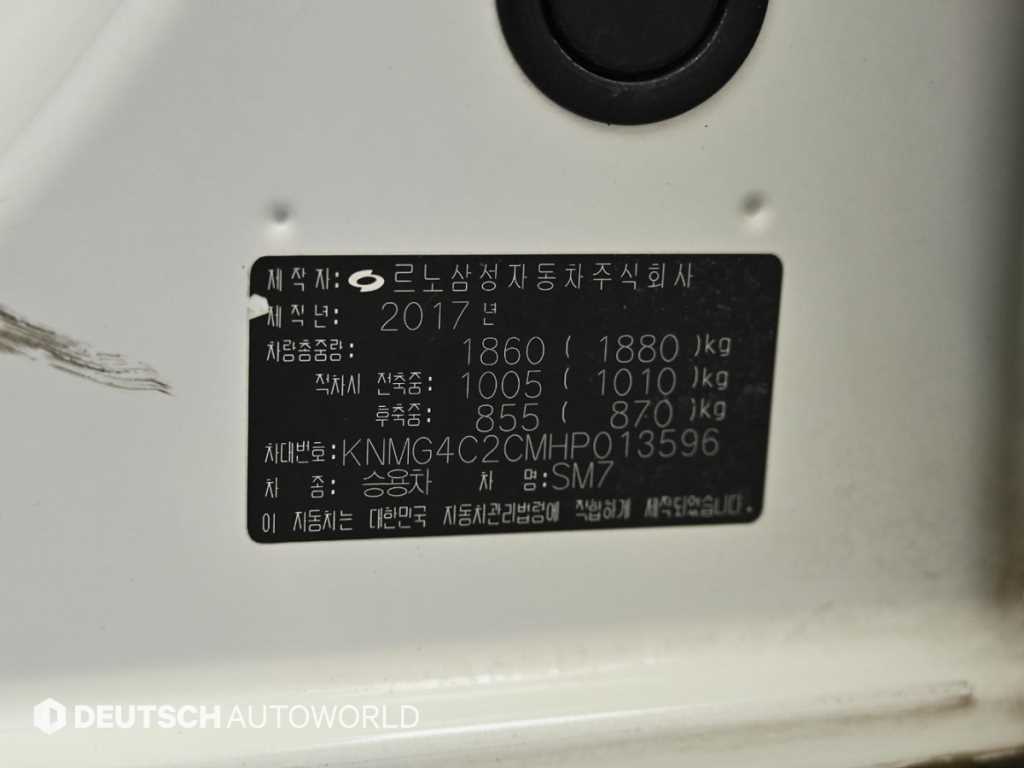 제작자: 르노삼성자동차주식회사
제작년: 2017년
차량총중량: 1860 ( 1880 )kg
적차시 전축중: 1005 ( 1010 )kg
후축중: 855 ( 870 )kg
차대번호:KNMG4C2CMHP013596
차 종: 승용차 차 명:SM7
이 자동차는 대한민국 자동차관리법령에 적합하게 제작되었습니다.
DEUTSCH AUTOWORLD